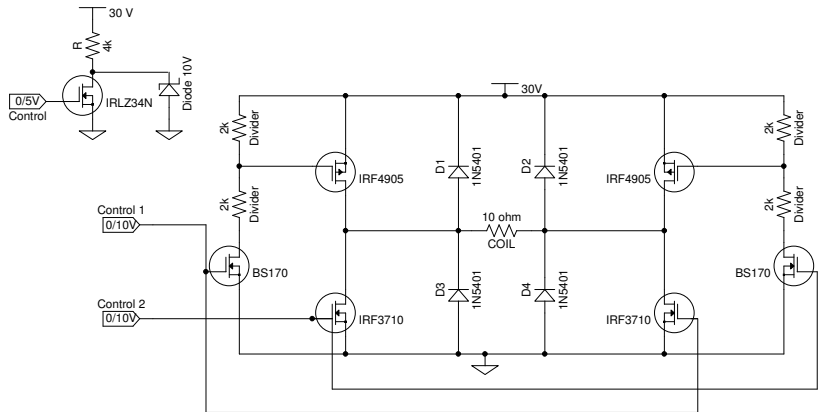 30 V
R
4k
Diode 10V
0/5V
Control
IRLZ34N
30V
2k
Divider
2k
Divider
IRF4905
D1
1N5401
D2
1N5401
IRF4905
2k
Divider
2k
Divider
Control 1
0/10V
10 ohm
COIL
BS170
D3
1N5401
D4
1N5401
BS170
Control 2
0/10V
IRF3710
IRF3710